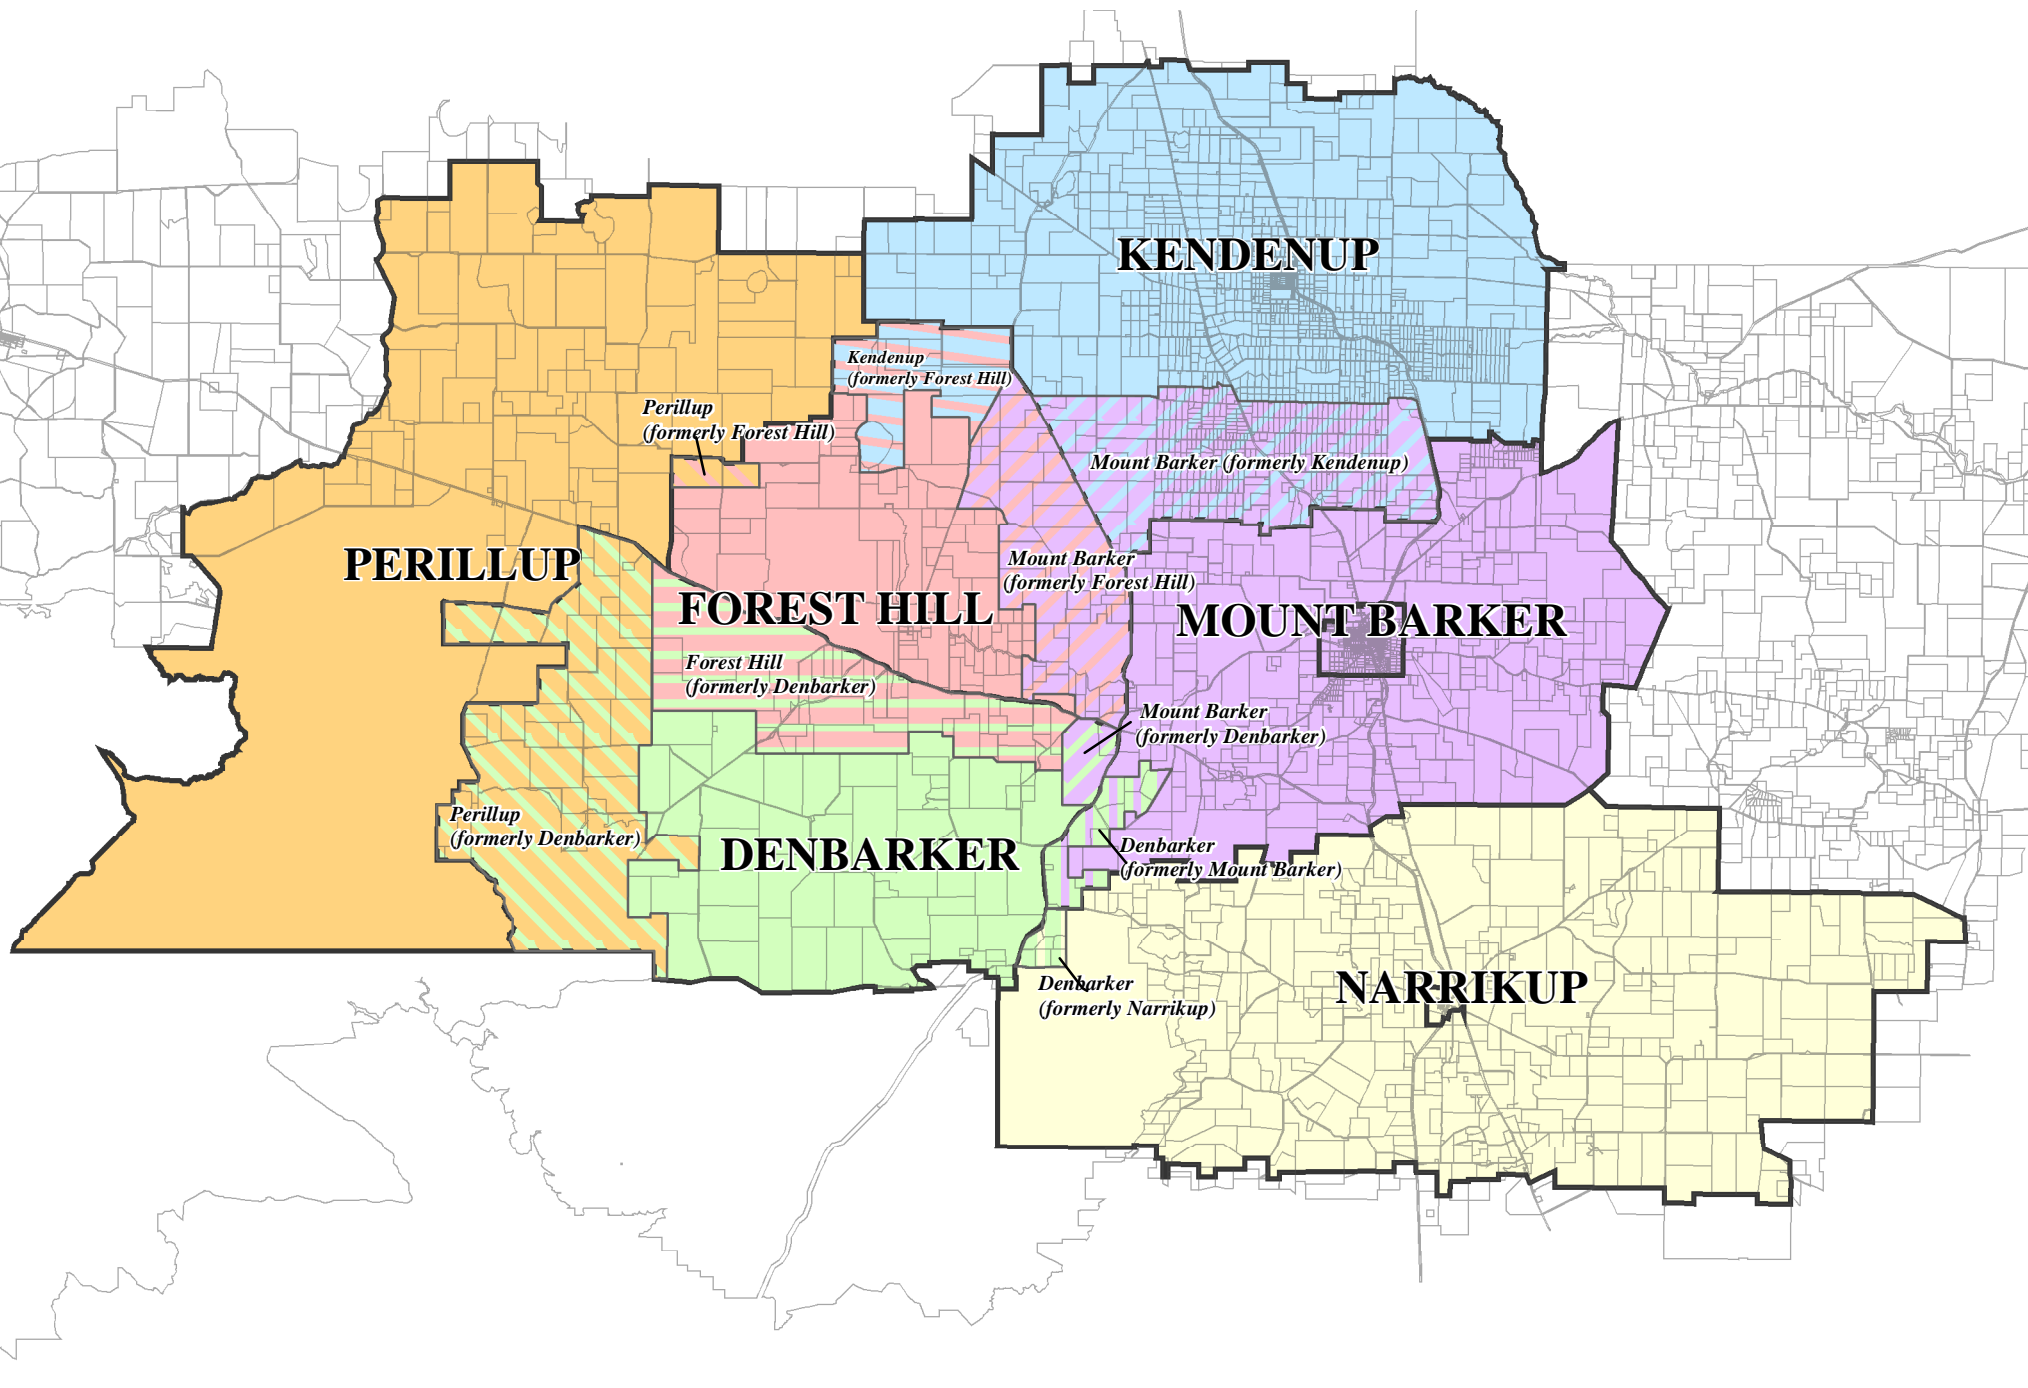 KENDENUP
Kendenup
(formerly Forest Hill)
Perillup
(formerly Forest Hill)
Mount Barker (formerly Kendenup)
PERILLUP
Mount Barker
(formerly Forest Hill)
FOREST HILL
MOUNT BARKER
Forest Hill
(formerly Denbarker)
Mount Barker
(formerly Denbarker)
Perillup
(formerly Denbarker)
DENBARKER
Denbarker
(formerly Mount Barker)
NARRIKUP
Denbarker
(formerly Narrikup)